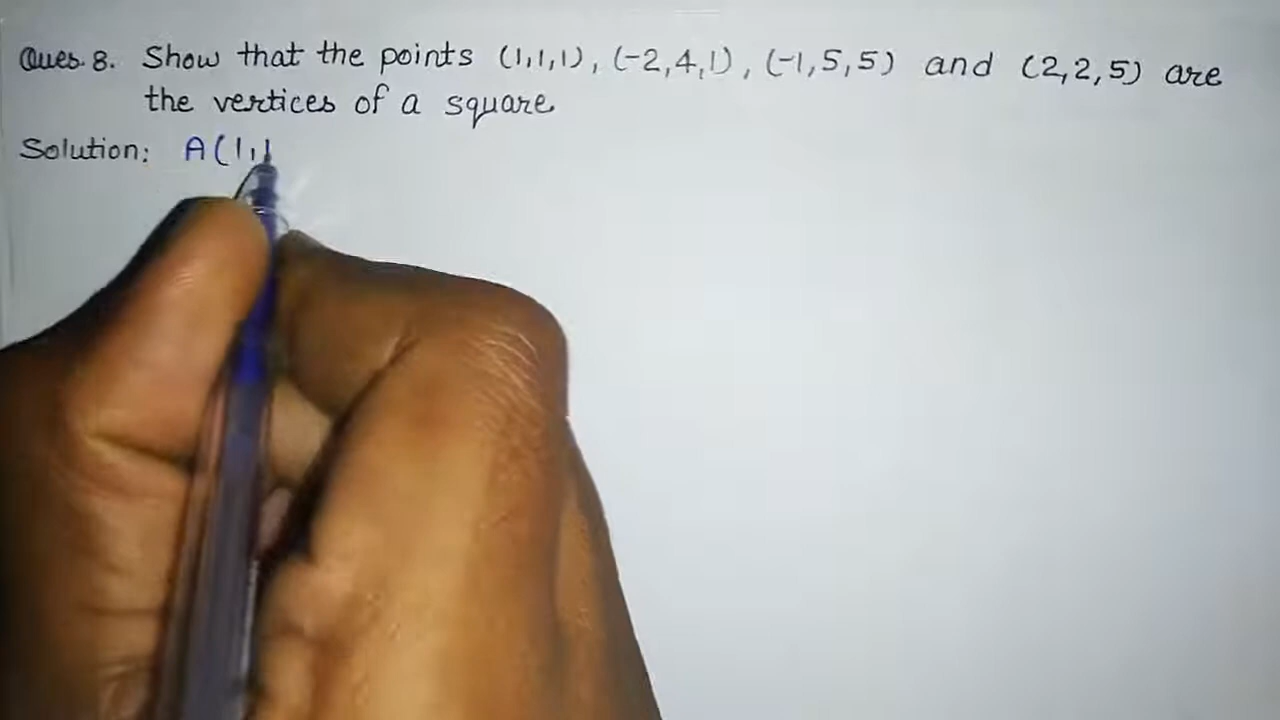 Ques. 8. Show that the points (1,1,1), (-2,4,1), (-1,5,5) and (2,2,5) are
the vertices of a square
Solution: A(1,1